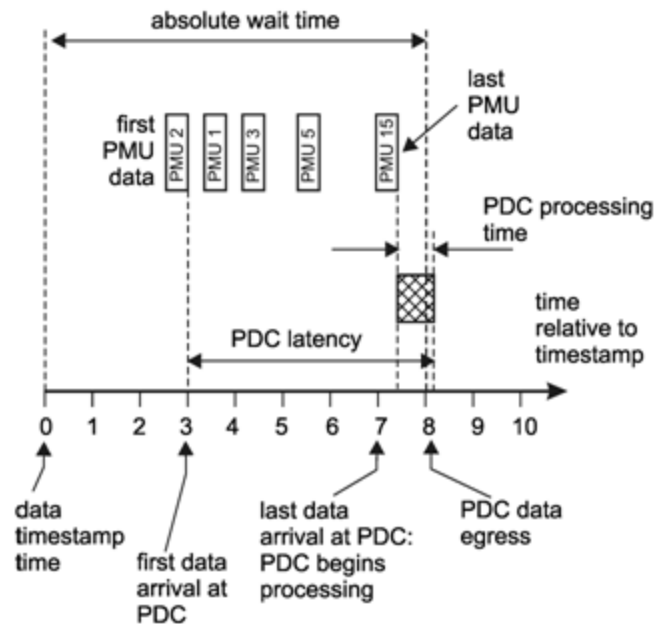 absolute wait time
last
PMU
data
first
PMU
data
PMU 2
PMU 1
PMU 3
PMU 5
PMU 15
PDC processing
time
time
relative to
timestamp
PDC latency
0 1 2 3 4 5 6 7 8 9 10
data
timestamp
time
first data
arrival at
PDC
last data
arrival at PDC:
PDC begins
processing
PDC data
egress